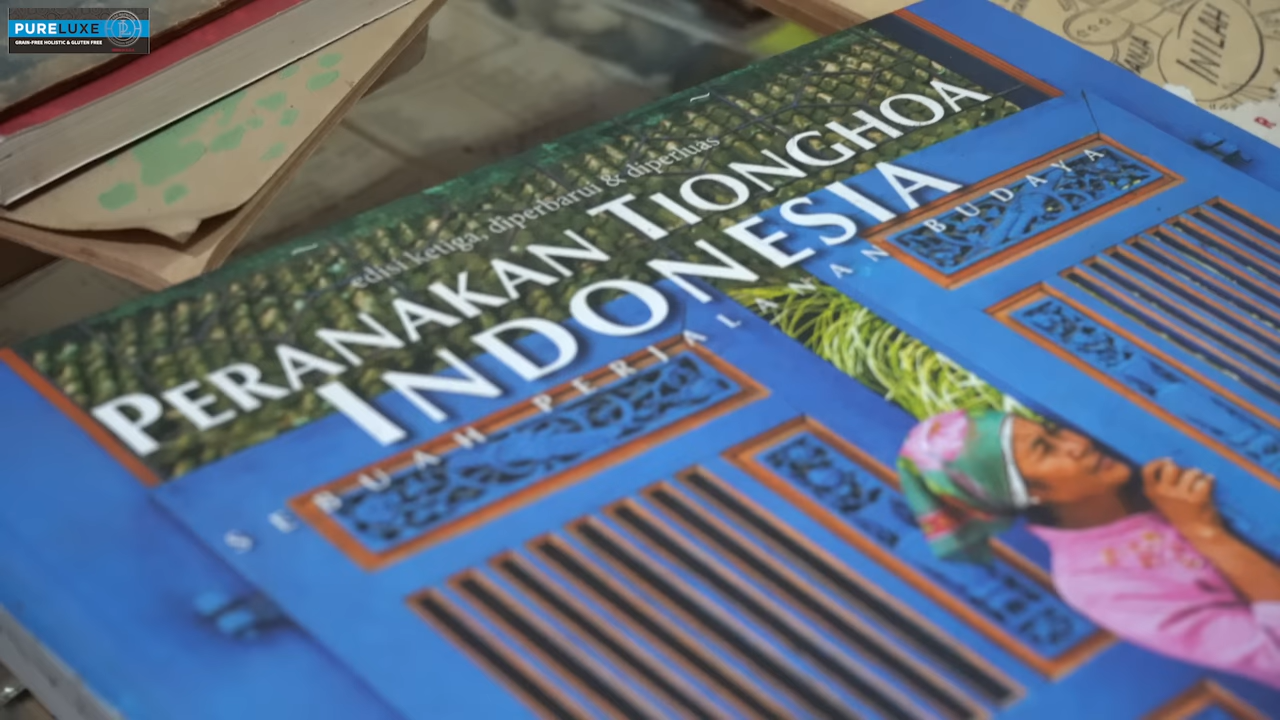 PURELUXE
GRAIN-FREE HOLISTIC & GLUTEN FREE
INILAH
edisi ketiga, diperbarui & diperluas
PERANAKAN TIONGHOA
INDONESIA
SEBUAH PERJALANAN BUDAYA